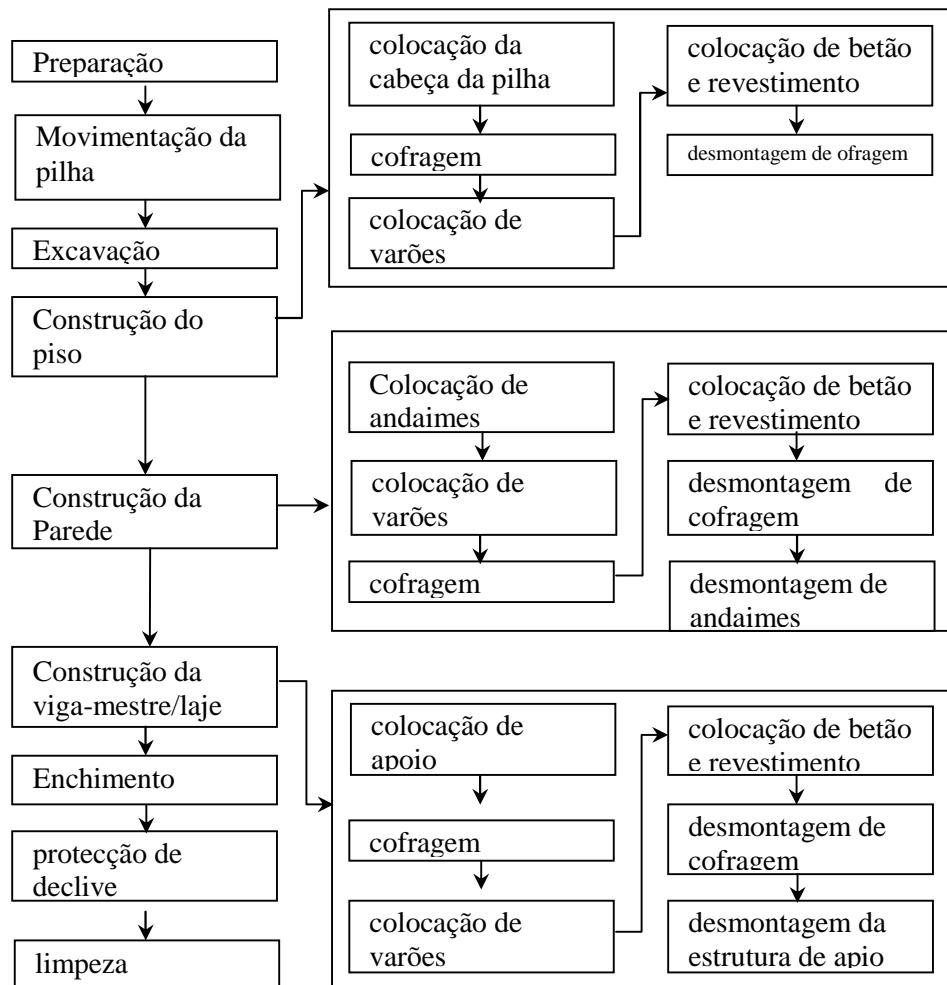 Preparação
Movimentação da
pilha
Excavação
Construção do
piso
Construção da
Parede
Construção da
viga-mestre/laje
Enchimento
protecção de
declive
limpeza
colocação da
cabeça da pilha
cofragem
colocação de
varões
colocação de betão
e revestimento
desmontagem de ofragem
Colocação de
andaimes
colocação de
varões
cofragem
colocação de betão
e revestimento
desmontagem de
cofragem
desmontagem de
andaimes
colocação de
apoio
cofragem
colocação de
varões
colocação de betão
e revestimento
desmontagem de
cofragem
desmontagem da
estrutura de apio